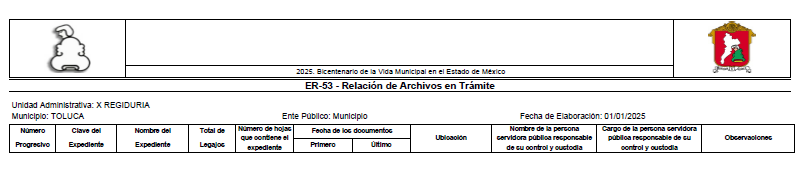 2025. Bicentenario de la Vida Municipal en el Estado de México
ER-53 - Relación de Archivos en Trámite
Unidad Administrativa: X REGIDURIA
Municipio: TOLUCA Ente Público: Municipio Fecha de Elaboración: 01/01/2025
Número Progresivo
Clave del Expediente
Nombre del Expediente
Total de Legajos
Número de hojas
que contiene el
expediente
Fecha de los documentos
Primero Último
Ubicación
Nombre de la persona
servidora pública responsable
de su control y custodia
Cargo de la persona servidora
pública responsable de su
control y custodia
Observaciones